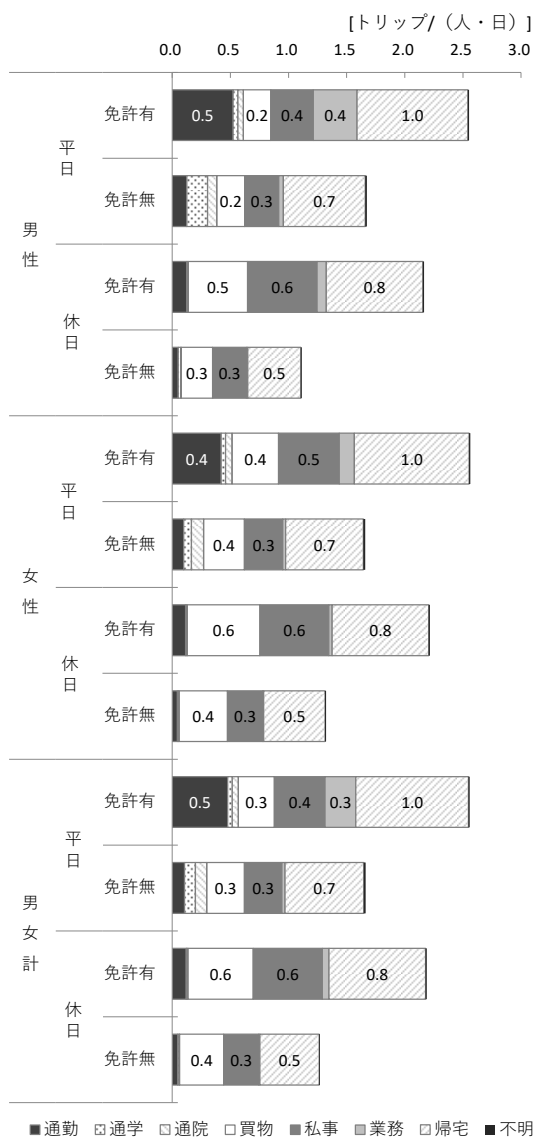 [トリップ/（人・日）]
0.0 0.5 1.0 1.5 2.0 2.5 3.0
男性
平日
免許有 0.5 0.2 0.4 0.4 1.0
免許無 0.2 0.3 0.7
休日
免許有 0.5 0.6 0.8
免許無 0.3 0.3 0.5
女性
平日
免許有 0.4 0.4 0.5 1.0
免許無 0.4 0.3 0.7
休日
免許有 0.6 0.6 0.8
免許無 0.4 0.3 0.5
男女計
平日
免許有 0.5 0.3 0.4 0.3 1.0
免許無 0.3 0.3 0.7
休日
免許有 0.6 0.6 0.8
免許無 0.4 0.3 0.5
通勤 通学 通院 買物 私事 業務 帰宅 不明